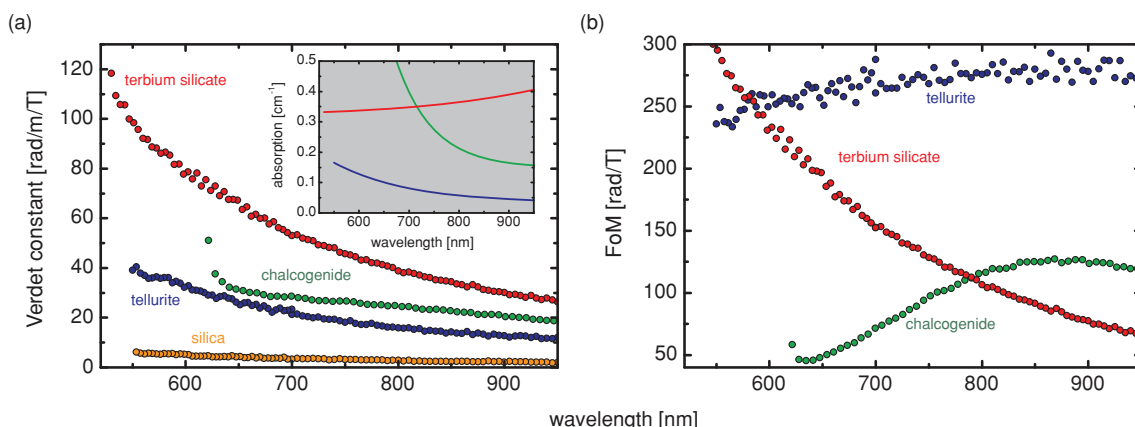 (a)
Verdet constant [rad/m/T]
120
100
80
60
40
20
0
600
700
800
900
terbium silicate
chalcogenide
tellurite
silica
absorption [cm⁻¹]
0.5
0.4
0.3
0.2
0.1
0.0
600
700
800
900
wavelength [nm]
(b)
FoM [rad/T]
300
250
200
150
100
50
600
700
800
900
tellurite
terbium silicate
chalcogenide
wavelength [nm]